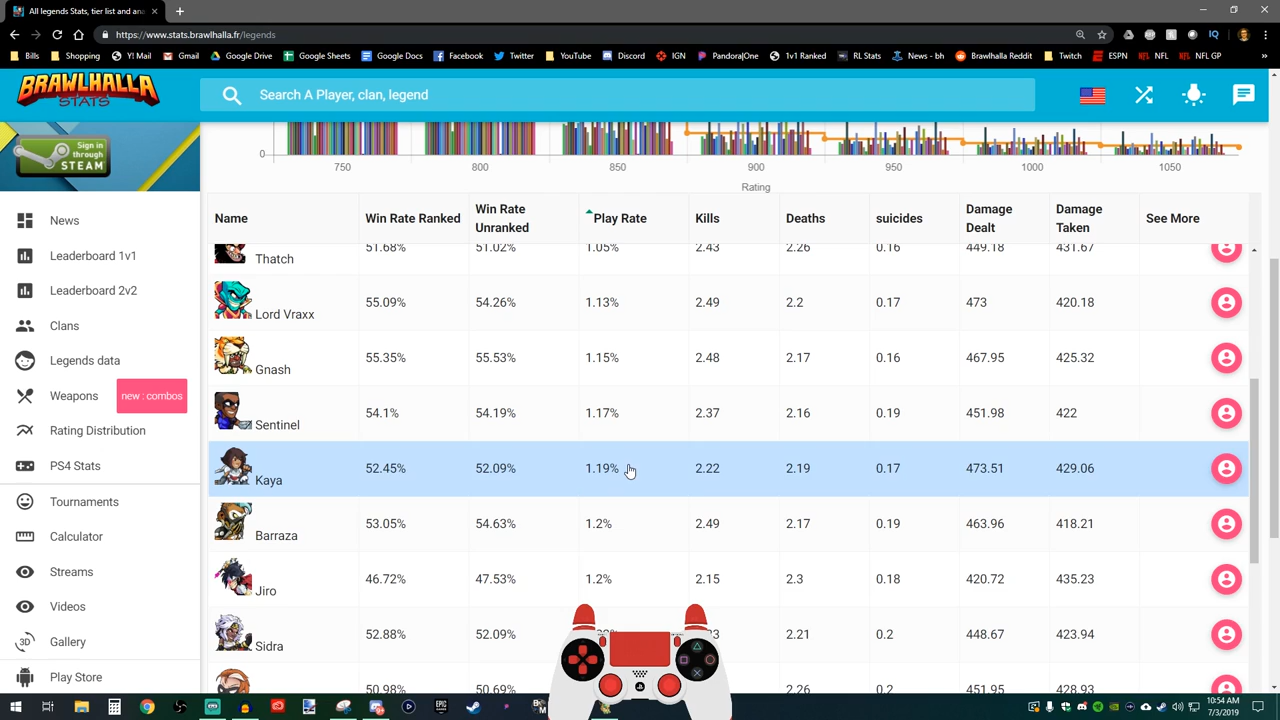 All legends Stats, tier list and ana
https://www.stats.brawlhalla.fr/legends
Bills Shopping Y! Mail Gmail Google Drive Google Sheets Google Docs Facebook Twitter YouTube Discord IGN Pandora|One 1v1 Ranked RL Stats News - bh Brawlhalla Reddit Twitch ESPN NFL NFL GP
BRAWLHALLA
STATS
Search A Player, clan, legend
Sign in
through
STEAM
0
750 800 850 900 950 1000 1050
Rating
Name Win Rate Ranked Win Rate Unranked Play Rate Kills Deaths suicides Damage Dealt Damage Taken See More
Thatch 51.68% 51.02% 1.05% 2.43 2.26 0.16 449.18 431.67
Lord Vraxx 55.09% 54.26% 1.13% 2.49 2.2 0.17 473 420.18
Gnash 55.35% 55.53% 1.15% 2.48 2.17 0.16 467.95 425.32
Sentinel 54.1% 54.19% 1.17% 2.37 2.16 0.19 451.98 422
Kaya 52.45% 52.09% 1.19% 2.22 2.19 0.17 473.51 429.06
Barraza 53.05% 54.63% 1.2% 2.49 2.17 0.19 463.96 418.21
Jiro 46.72% 47.53% 1.2% 2.15 2.3 0.18 420.72 435.23
Sidra 52.88% 52.09% 2.21 0.2 448.67 423.94
50.98% 50.69% 2.26 0.2 451.95 428.93
News
Leaderboard 1v1
Leaderboard 2v2
Clans
Legends data
Weapons new : combos
Rating Distribution
PS4 Stats
Tournaments
Calculator
Streams
Videos
3D Gallery
Play Store
10:54 AM
7/3/2019